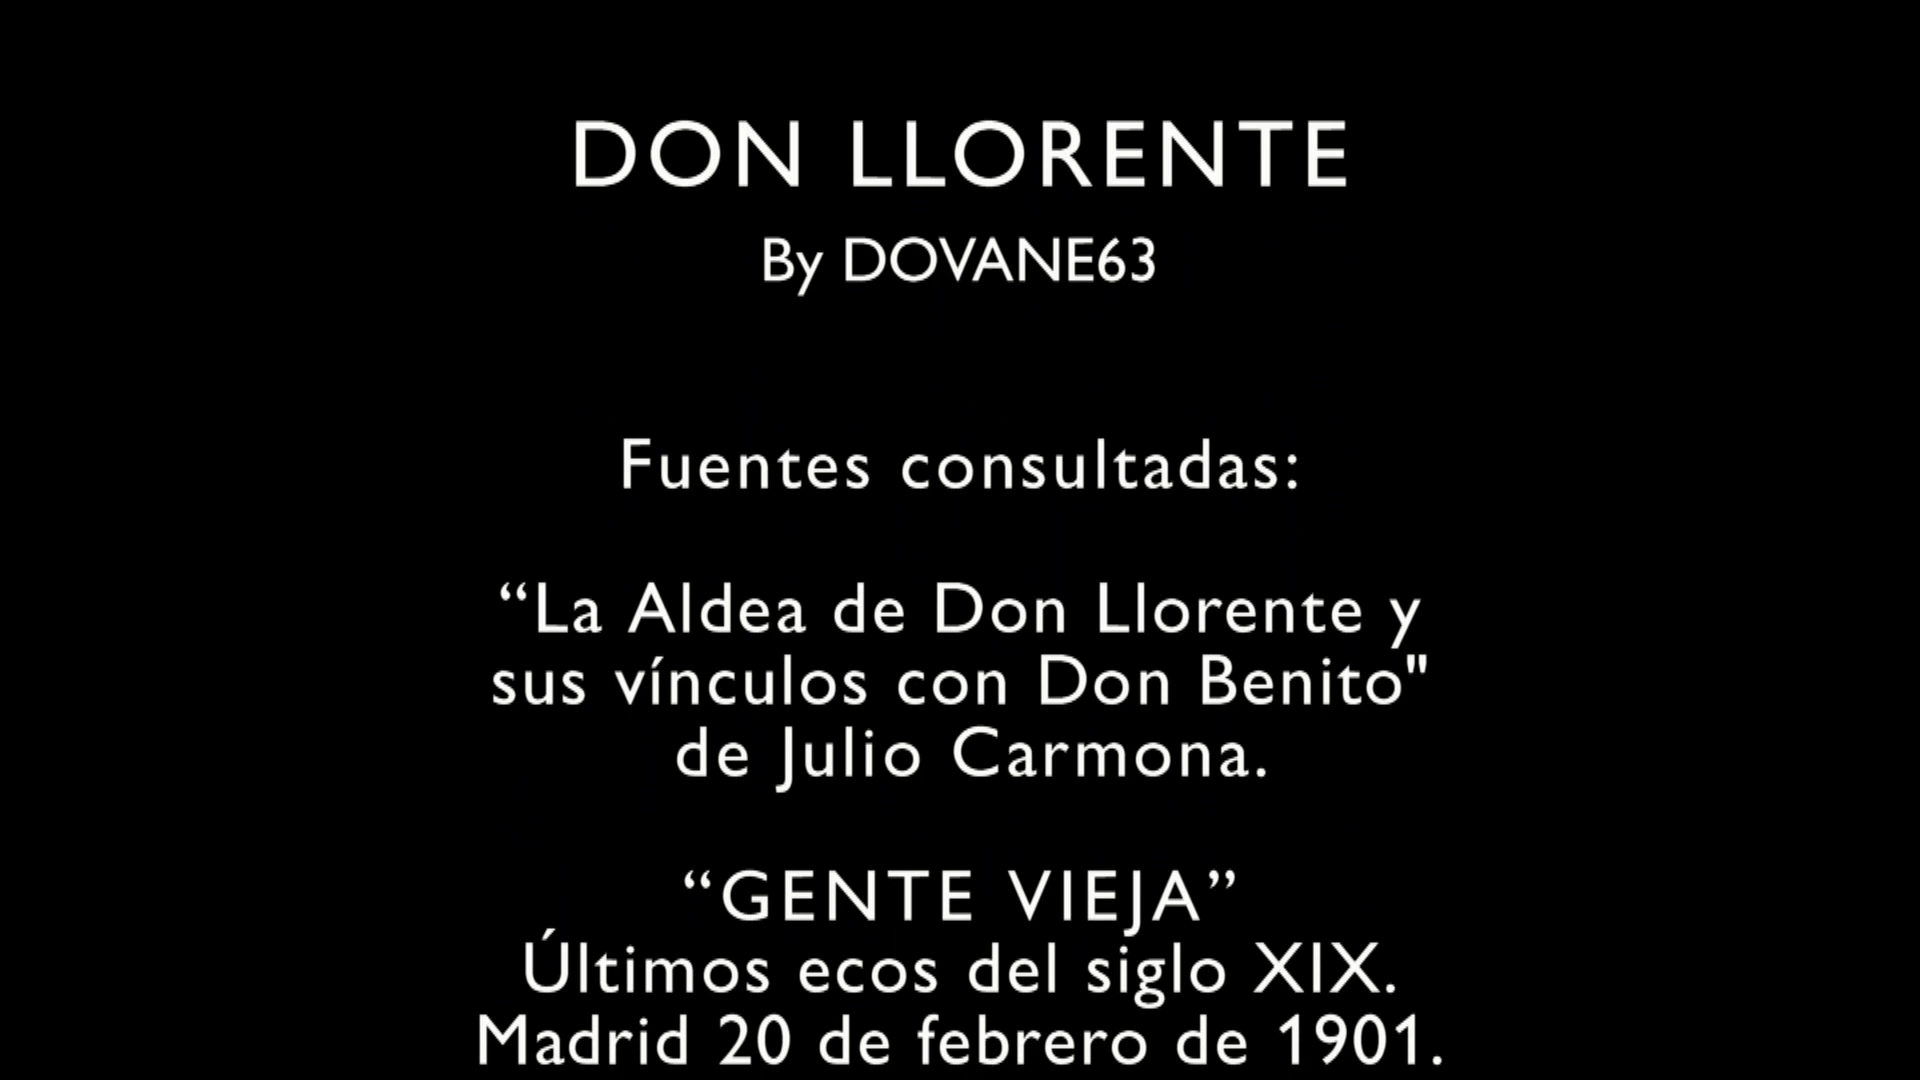 DON LLORENTE
By DOVANE63
Fuentes consultadas:
“La Aldea de Don Llorente y
sus vínculos con Don Benito"
de Julio Carmona.
“GENTE VIEJA”
Últimos ecos del siglo XIX.
Madrid 20 de febrero de 1901.